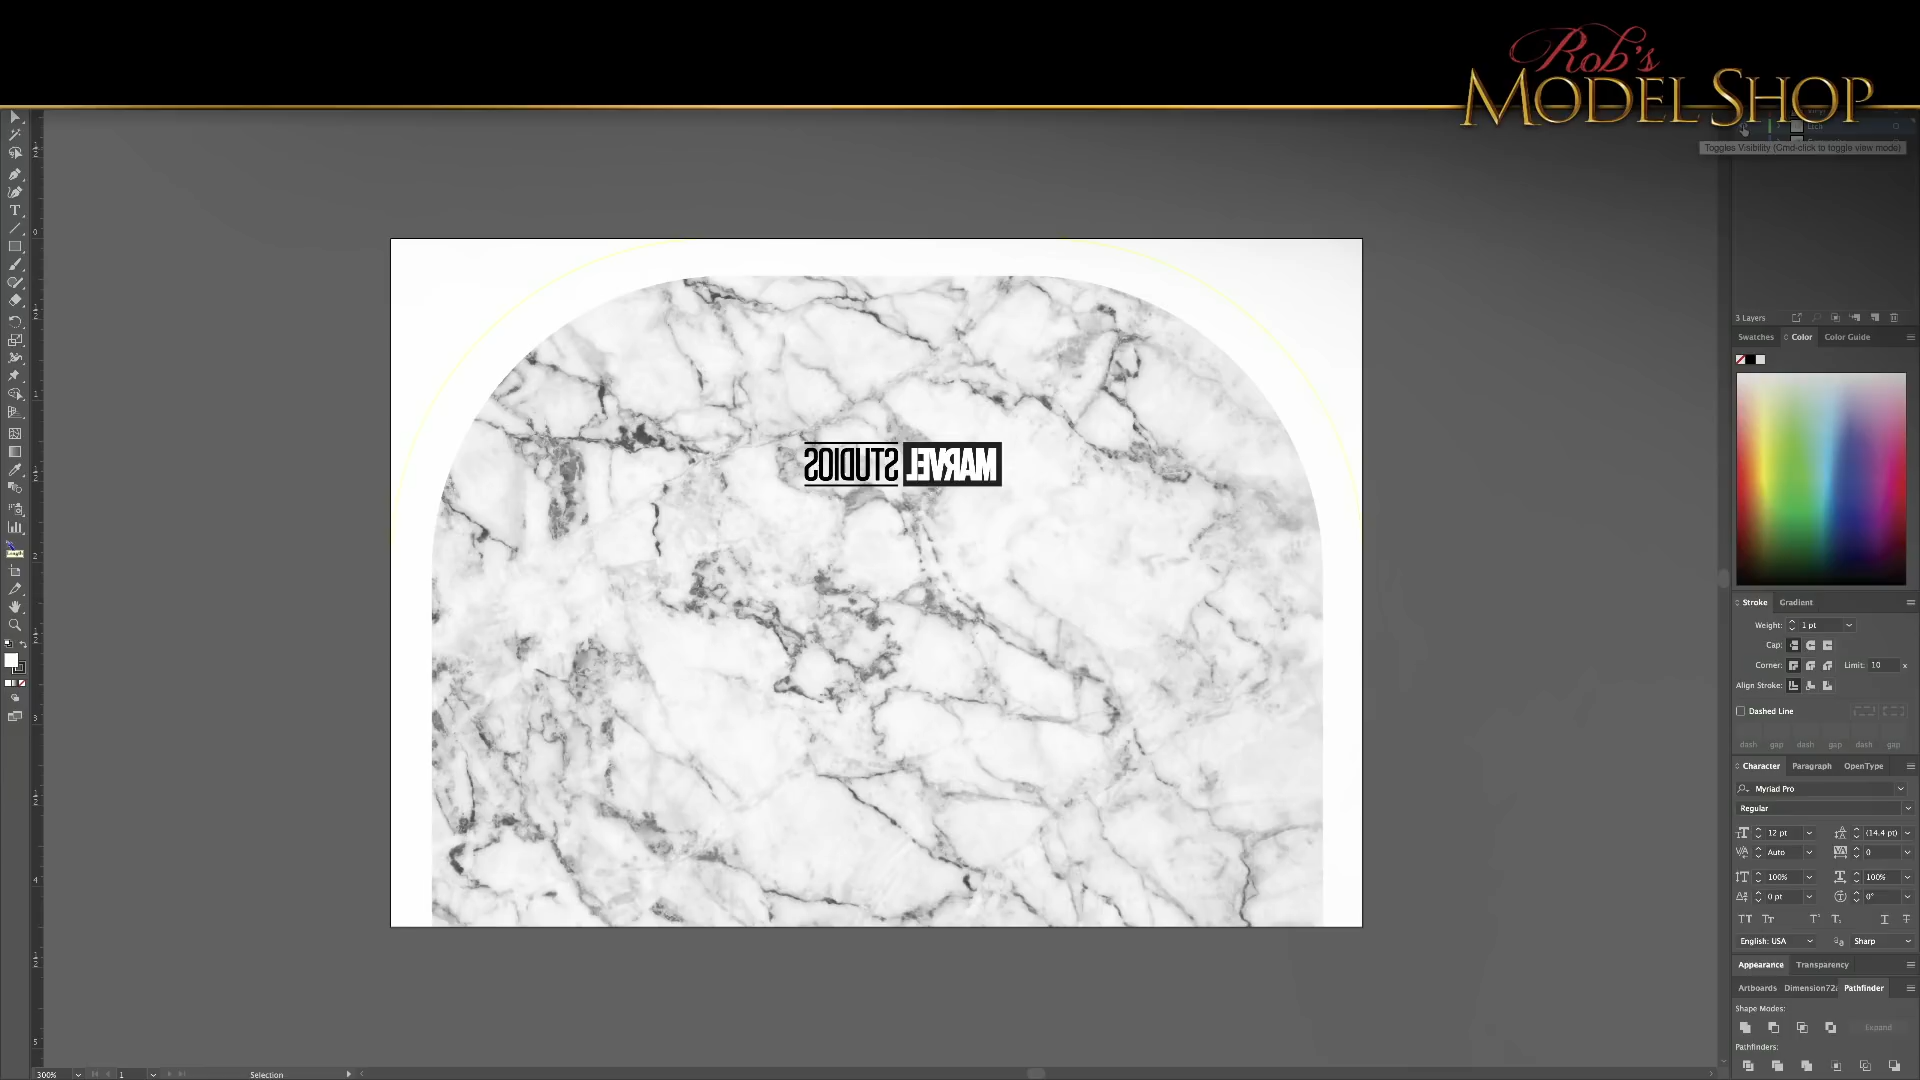 Rob's
MODEL SHOP
Etch
Toggles Visibility (Cmd-click to toggle view mode)
3 Layers
Swatches Color Color Guide
MARVEL STUDIOS
Stroke Gradient
Weight: 1 pt
Cap:
Corner: Limit: 10 x
Align Stroke:
Dashed Line
dash gap dash gap dash gap
Character Paragraph OpenType
Myriad Pro
Regular
12 pt (14.4 pt)
Auto 0
100% 100%
0 pt 0°
English: USA Sharp
Appearance Transparency
Artboards Pathfinder
Shape Modes:
Expand
Pathfinders:
300% 1 Selection